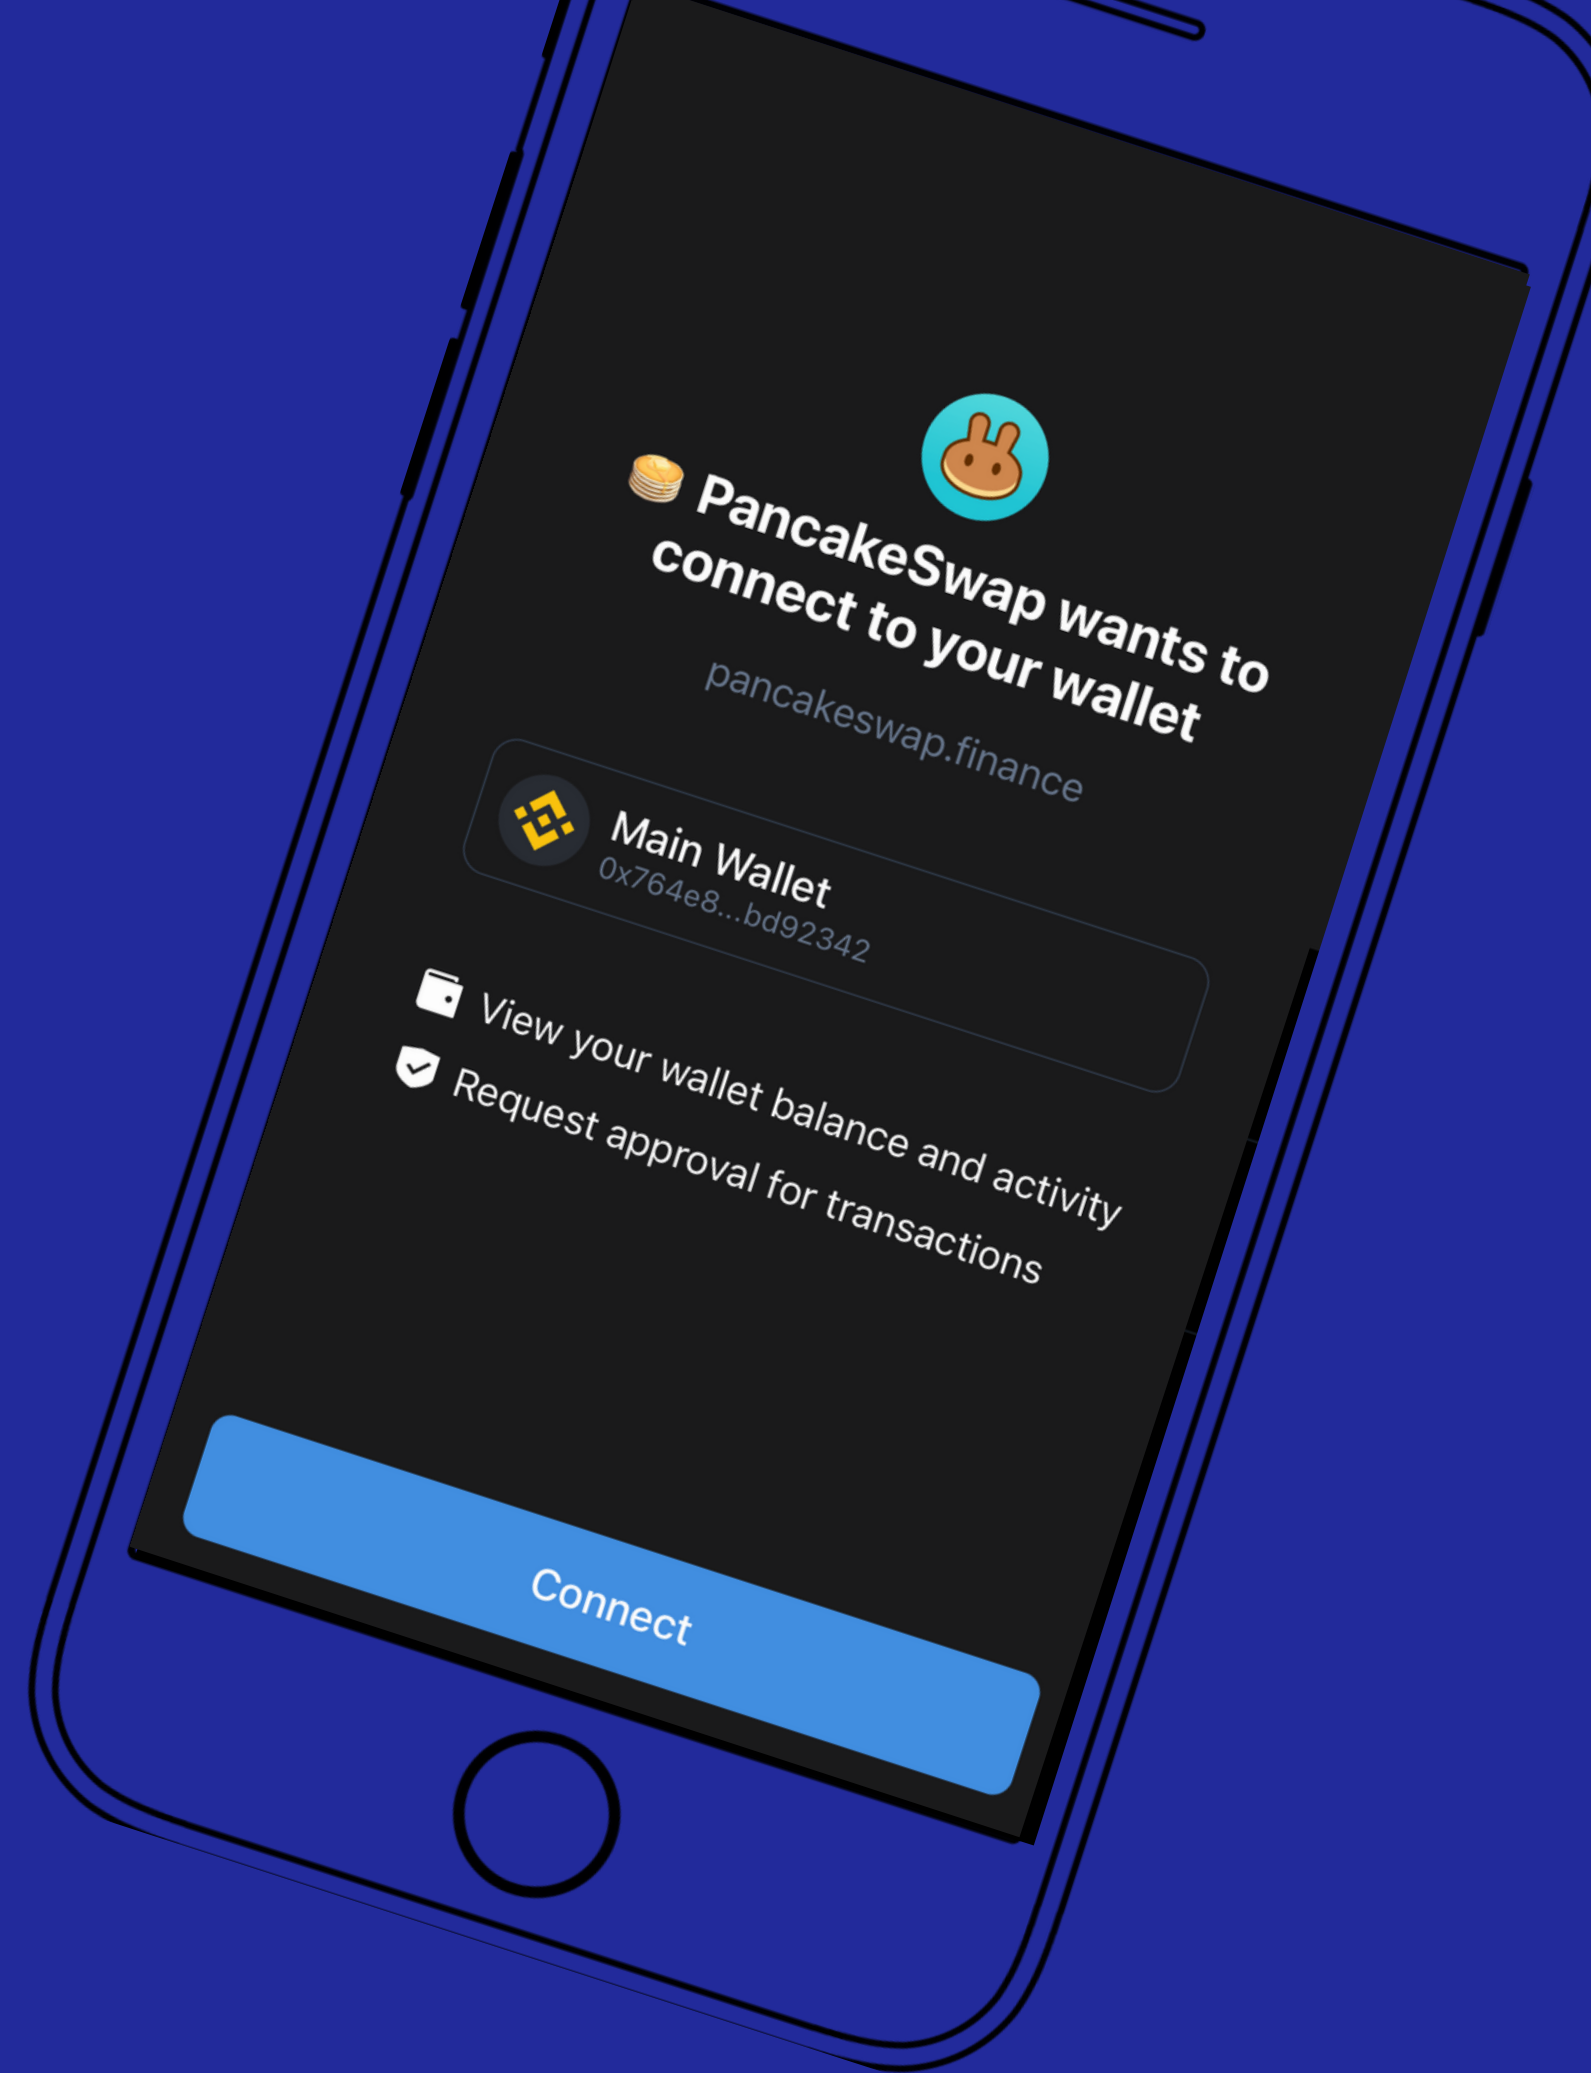 🥞 PancakeSwap wants to
connect to your wallet
pancakeswap.finance
Main Wallet
0x764e8...bd92342
View your wallet balance and activity
Request approval for transactions
Connect